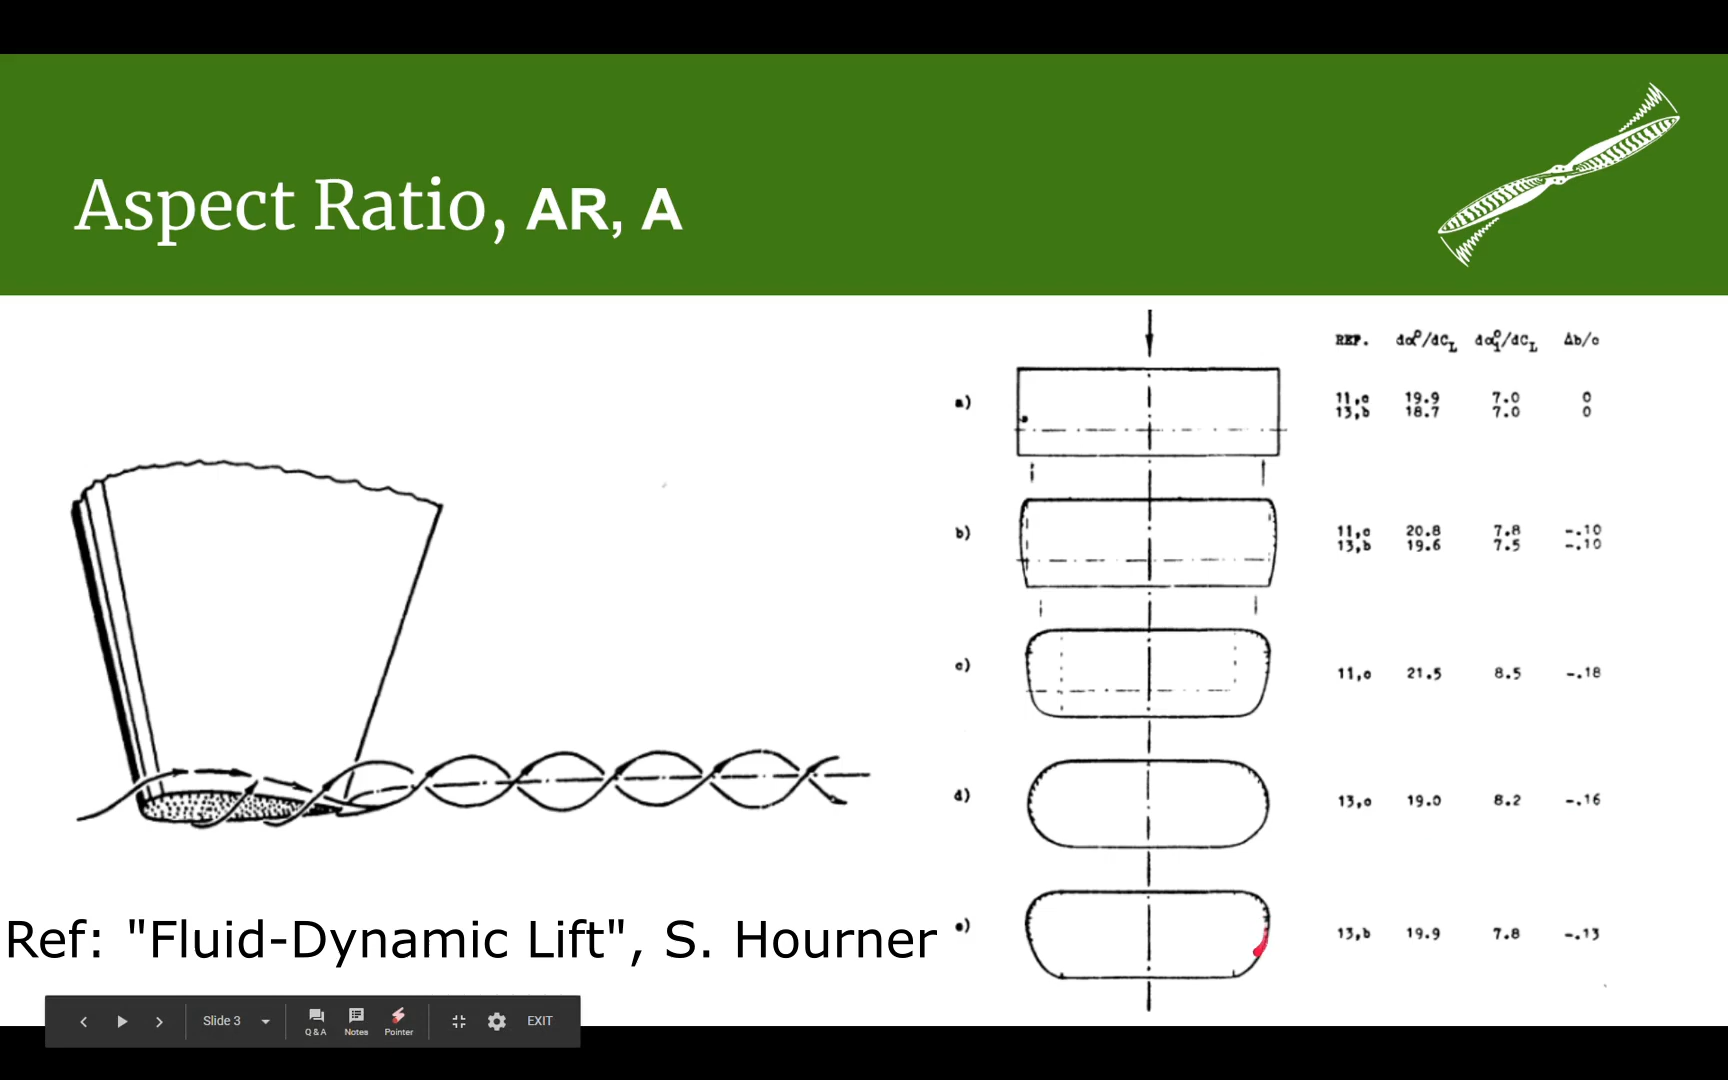 Aspect Ratio, AR, A
REF. dα°/dC_L dα°_i/dC_L Δb/c
a)
11,c 19.9 7.0 0
13,b 18.7 7.0 0
b)
11,c 20.8 7.8 -.10
13,b 19.6 7.5 -.10
c)
11,c 21.5 8.5 -.18
d)
13,c 19.0 8.2 -.16
e)
13,b 19.9 7.8 -.13
Ref: "Fluid-Dynamic Lift", S. Hourner
Slide 3
Q & A
Notes
Pointer
EXIT